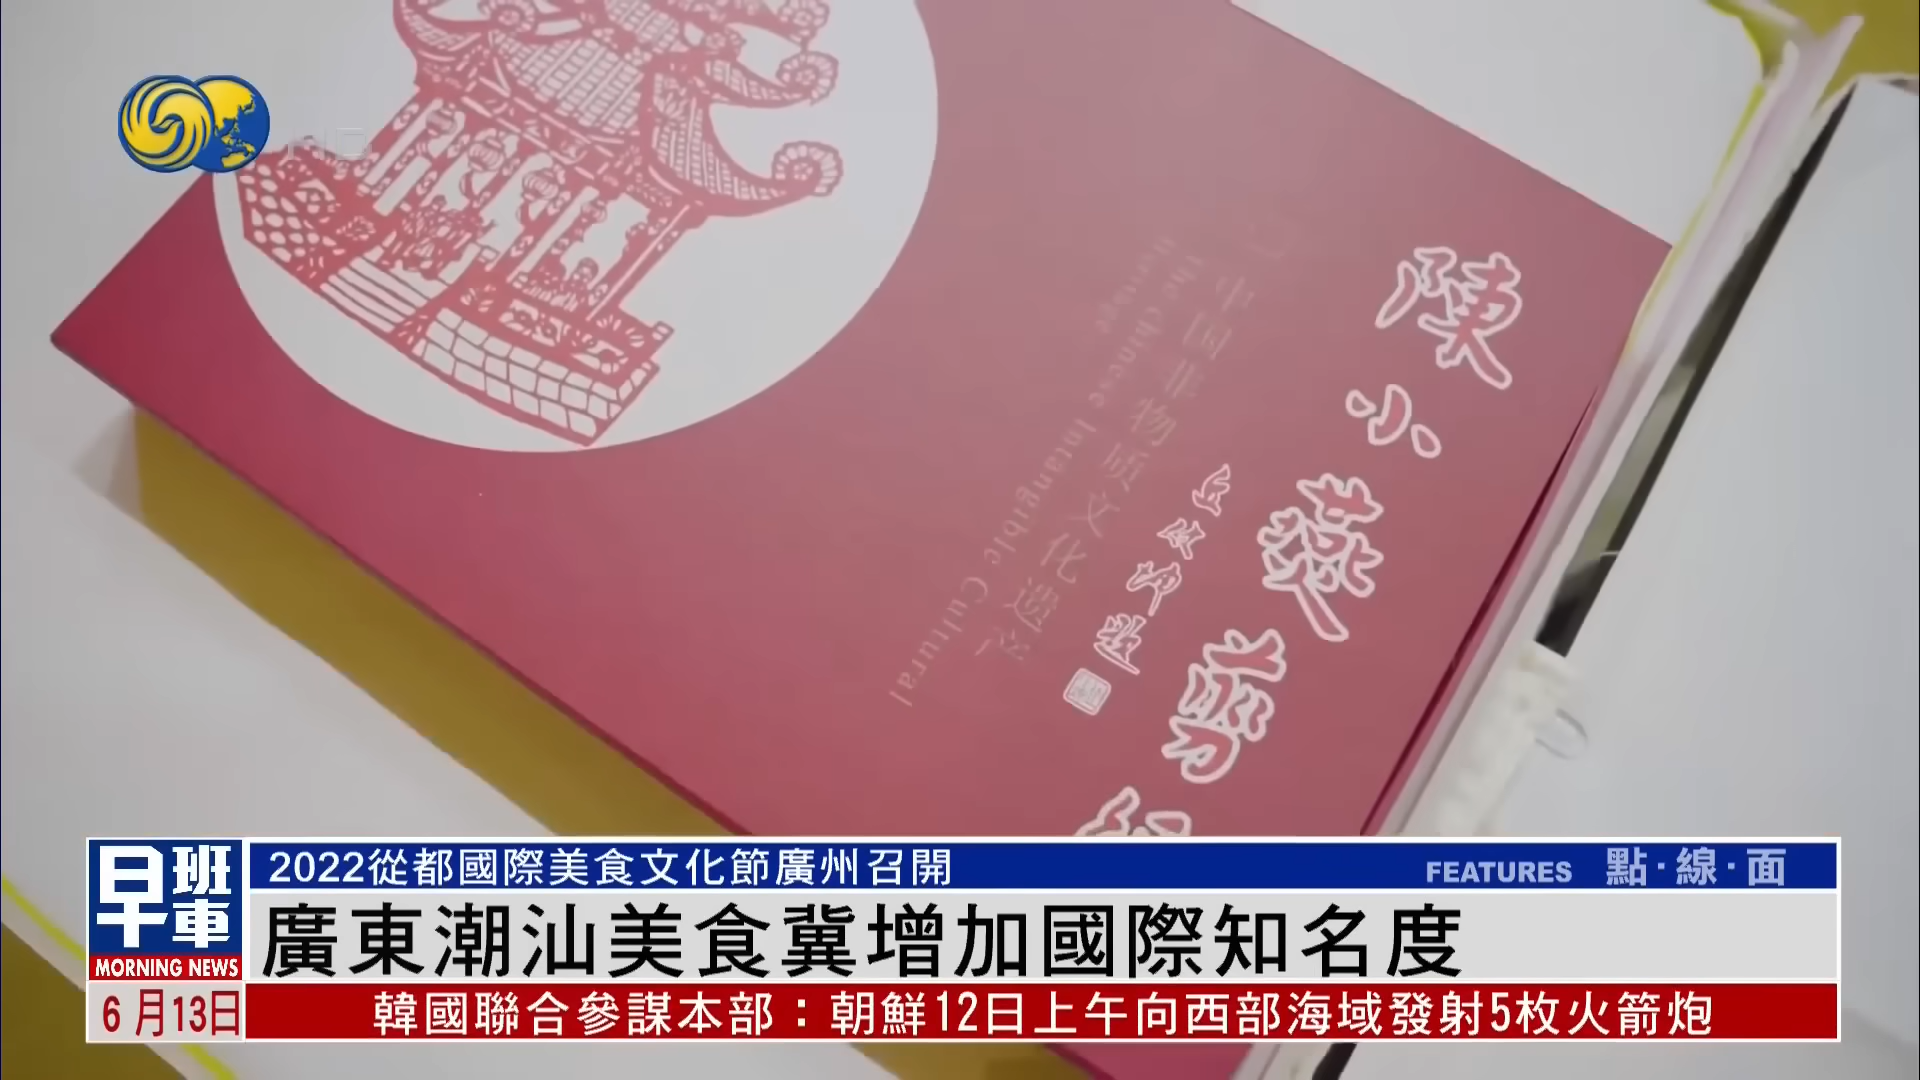 HD
陳小燕剪紙
中国非物质文化遗产
The Chinese Intangible Cultural
Heritage
早班車
MORNING NEWS
2022從都國際美食文化節廣州召開
FEATURES 點·線·面
廣東潮汕美食冀增加國際知名度
6月13日
韓國聯合參謀本部：朝鮮12日上午向西部海域發射5枚火箭炮